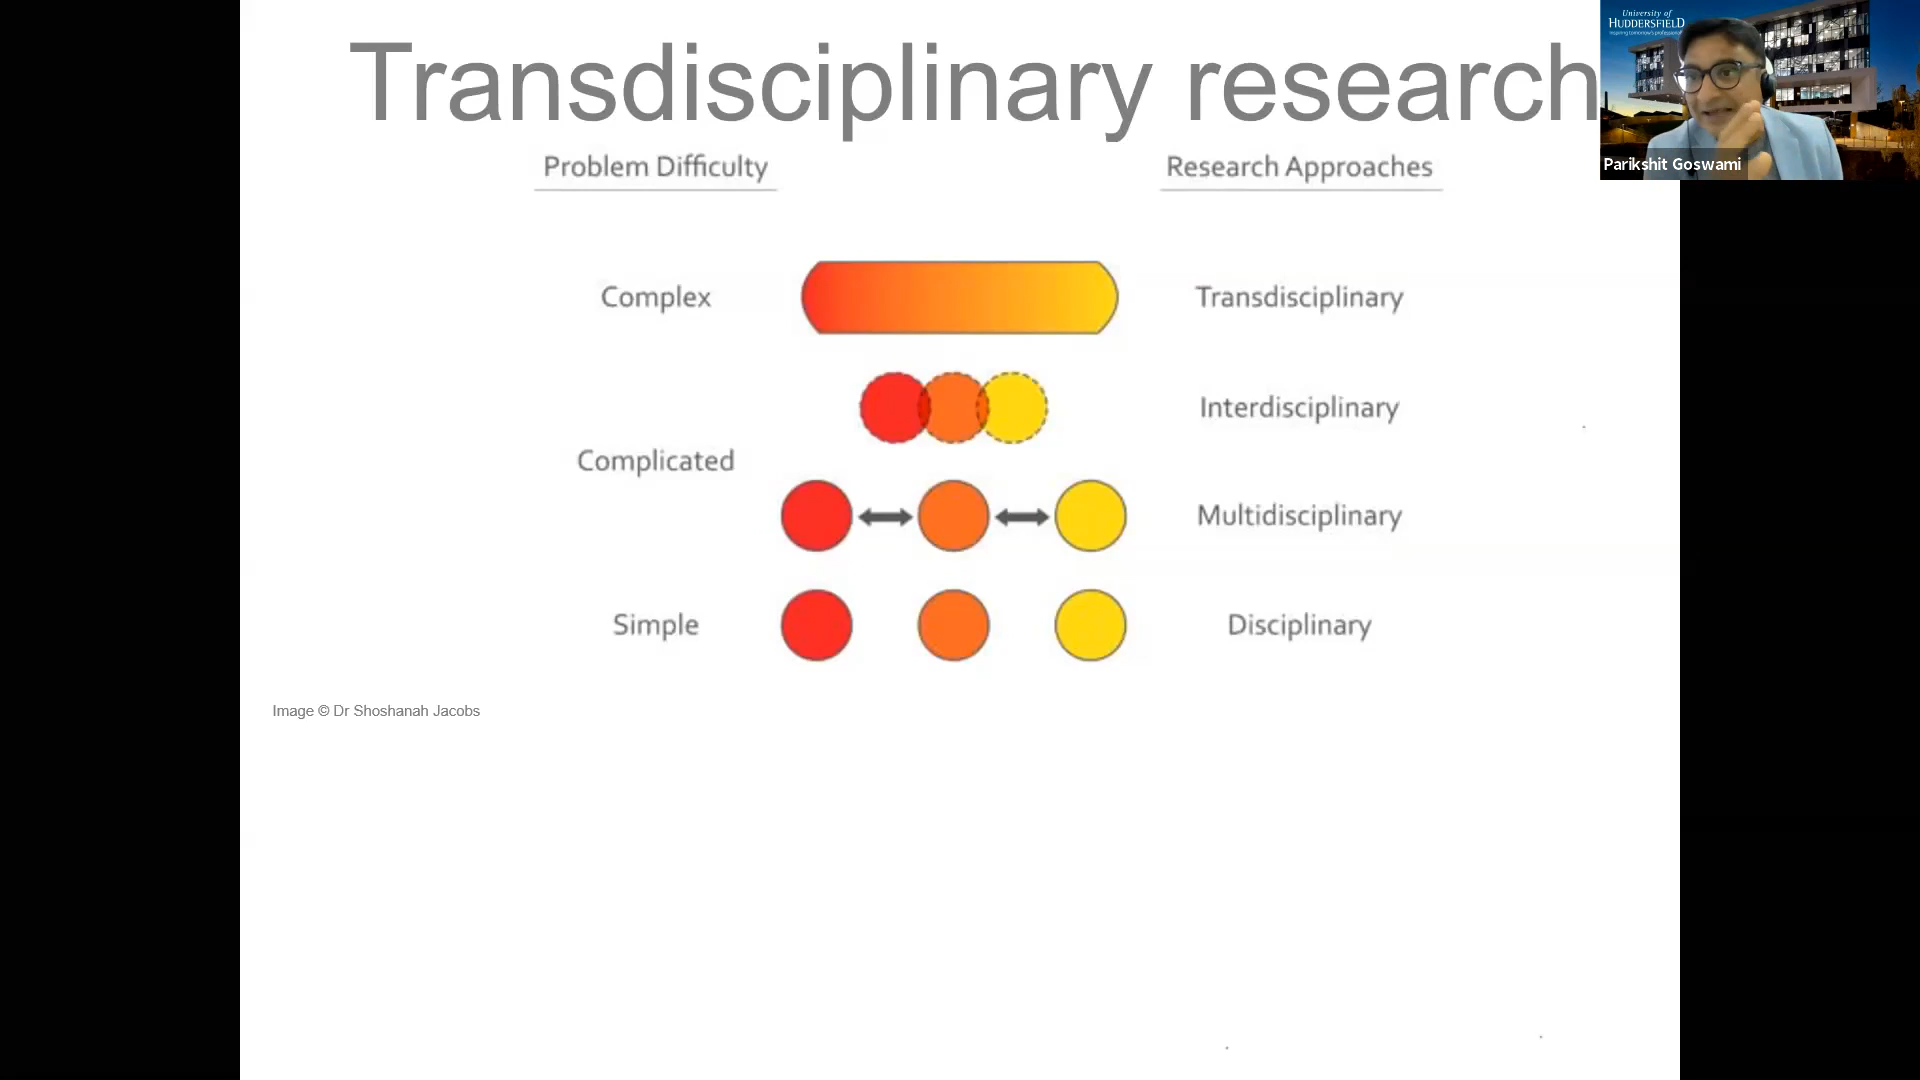 Transdisciplinary research
University of
HUDDERSFIELD
Inspiring tomorrow's professionals
Parikshit Goswami
Problem Difficulty
Research Approaches
Complex
Transdisciplinary
Interdisciplinary
Complicated
Multidisciplinary
Simple
Disciplinary
Image © Dr Shoshanah Jacobs